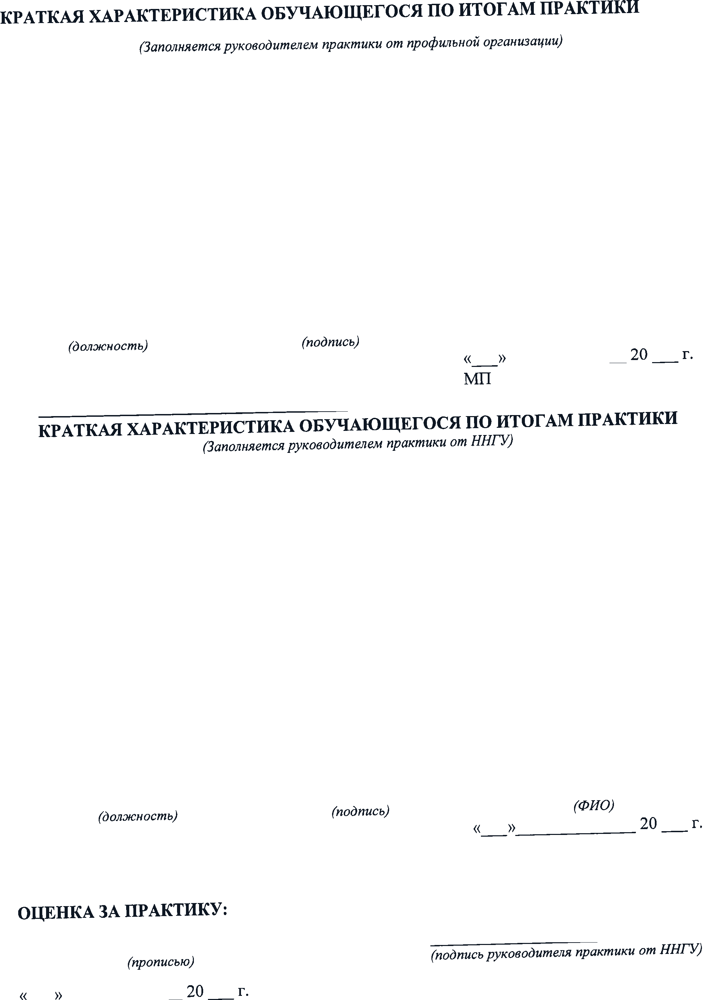 КРАТКАЯ ХАРАКТЕРИСТИКА ОБУЧАЮЩЕГОСЯ ПО ИТОГАМ ПРАКТИКИ
(Заполняется руководителем практики от профильной организации)
(должность) (подпись)
«___» __ 20 ___ г.
МП
КРАТКАЯ ХАРАКТЕРИСТИКА ОБУЧАЮЩЕГОСЯ ПО ИТОГАМ ПРАКТИКИ
(Заполняется руководителем практики от ННГУ)
(должность) (подпись) (ФИО)
«___»______________ 20 ___ г.
ОЦЕНКА ЗА ПРАКТИКУ:
(прописью) (подпись руководителя практики от ННГУ)
« » __ 20 ___ г.